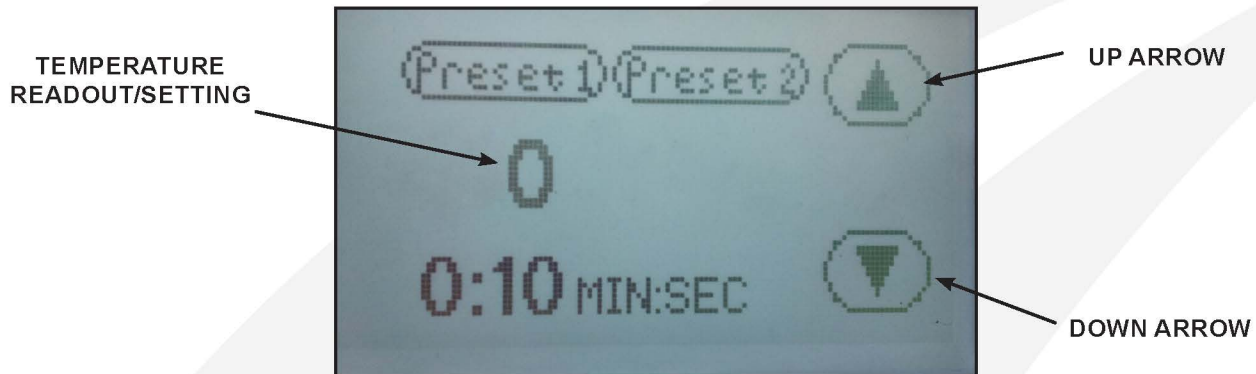 TEMPERATURE
READOUT/SETTING
Preset 1 Preset 2
UP ARROW
0
0:10 MIN:SEC
DOWN ARROW